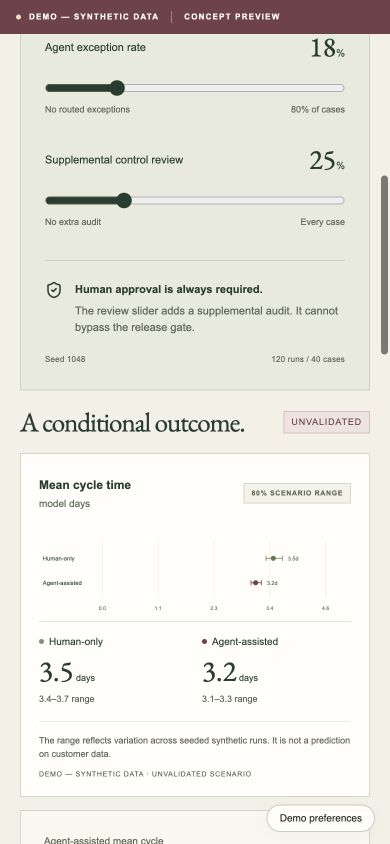 DEMO — SYNTHETIC DATA CONCEPT PREVIEW
Agent exception rate 18%
No routed exceptions 80% of cases
Supplemental control review 25%
No extra audit Every case
Human approval is always required.
The review slider adds a supplemental audit. It cannot
bypass the release gate.
Seed 1048 120 runs / 40 cases
A conditional outcome. UNVALIDATED
Mean cycle time
model days
80% SCENARIO RANGE
Human-only 3.5d
Agent-assisted 3.2d
0.0 1.1 2.3 3.4 4.6
Human-only Agent-assisted
3.5 days 3.2 days
3.4–3.7 range 3.1–3.3 range
The range reflects variation across seeded synthetic runs. It is not a prediction
on customer data.
DEMO — SYNTHETIC DATA · UNVALIDATED SCENARIO
Demo preferences
Agent-assisted mean cycle